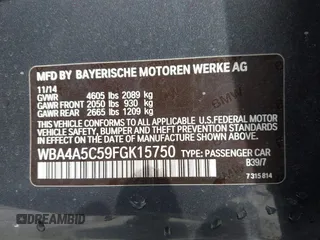 MFD BY BAYERISCHE MOTOREN WERKE AG
11/14
GVWR 4605 lbs 2089 kg
GAWR FRONT 2050 lbs 930 kg
GAWR REAR 2665 lbs 1209 kg
THIS VEHICLE CONFORMS TO ALL APPLICABLE
U.S. FEDERAL MOTOR VEHICLE SAFETY, BUMPER,
AND THEFT PREVENTION STANDARDS IN EFFECT ON
THE DATE OF MANUFACTURE SHOWN ABOVE.
WBA4A5C59FGK15750 TYPE: PASSENGER CAR
B39/7
7315814
DREAMBID